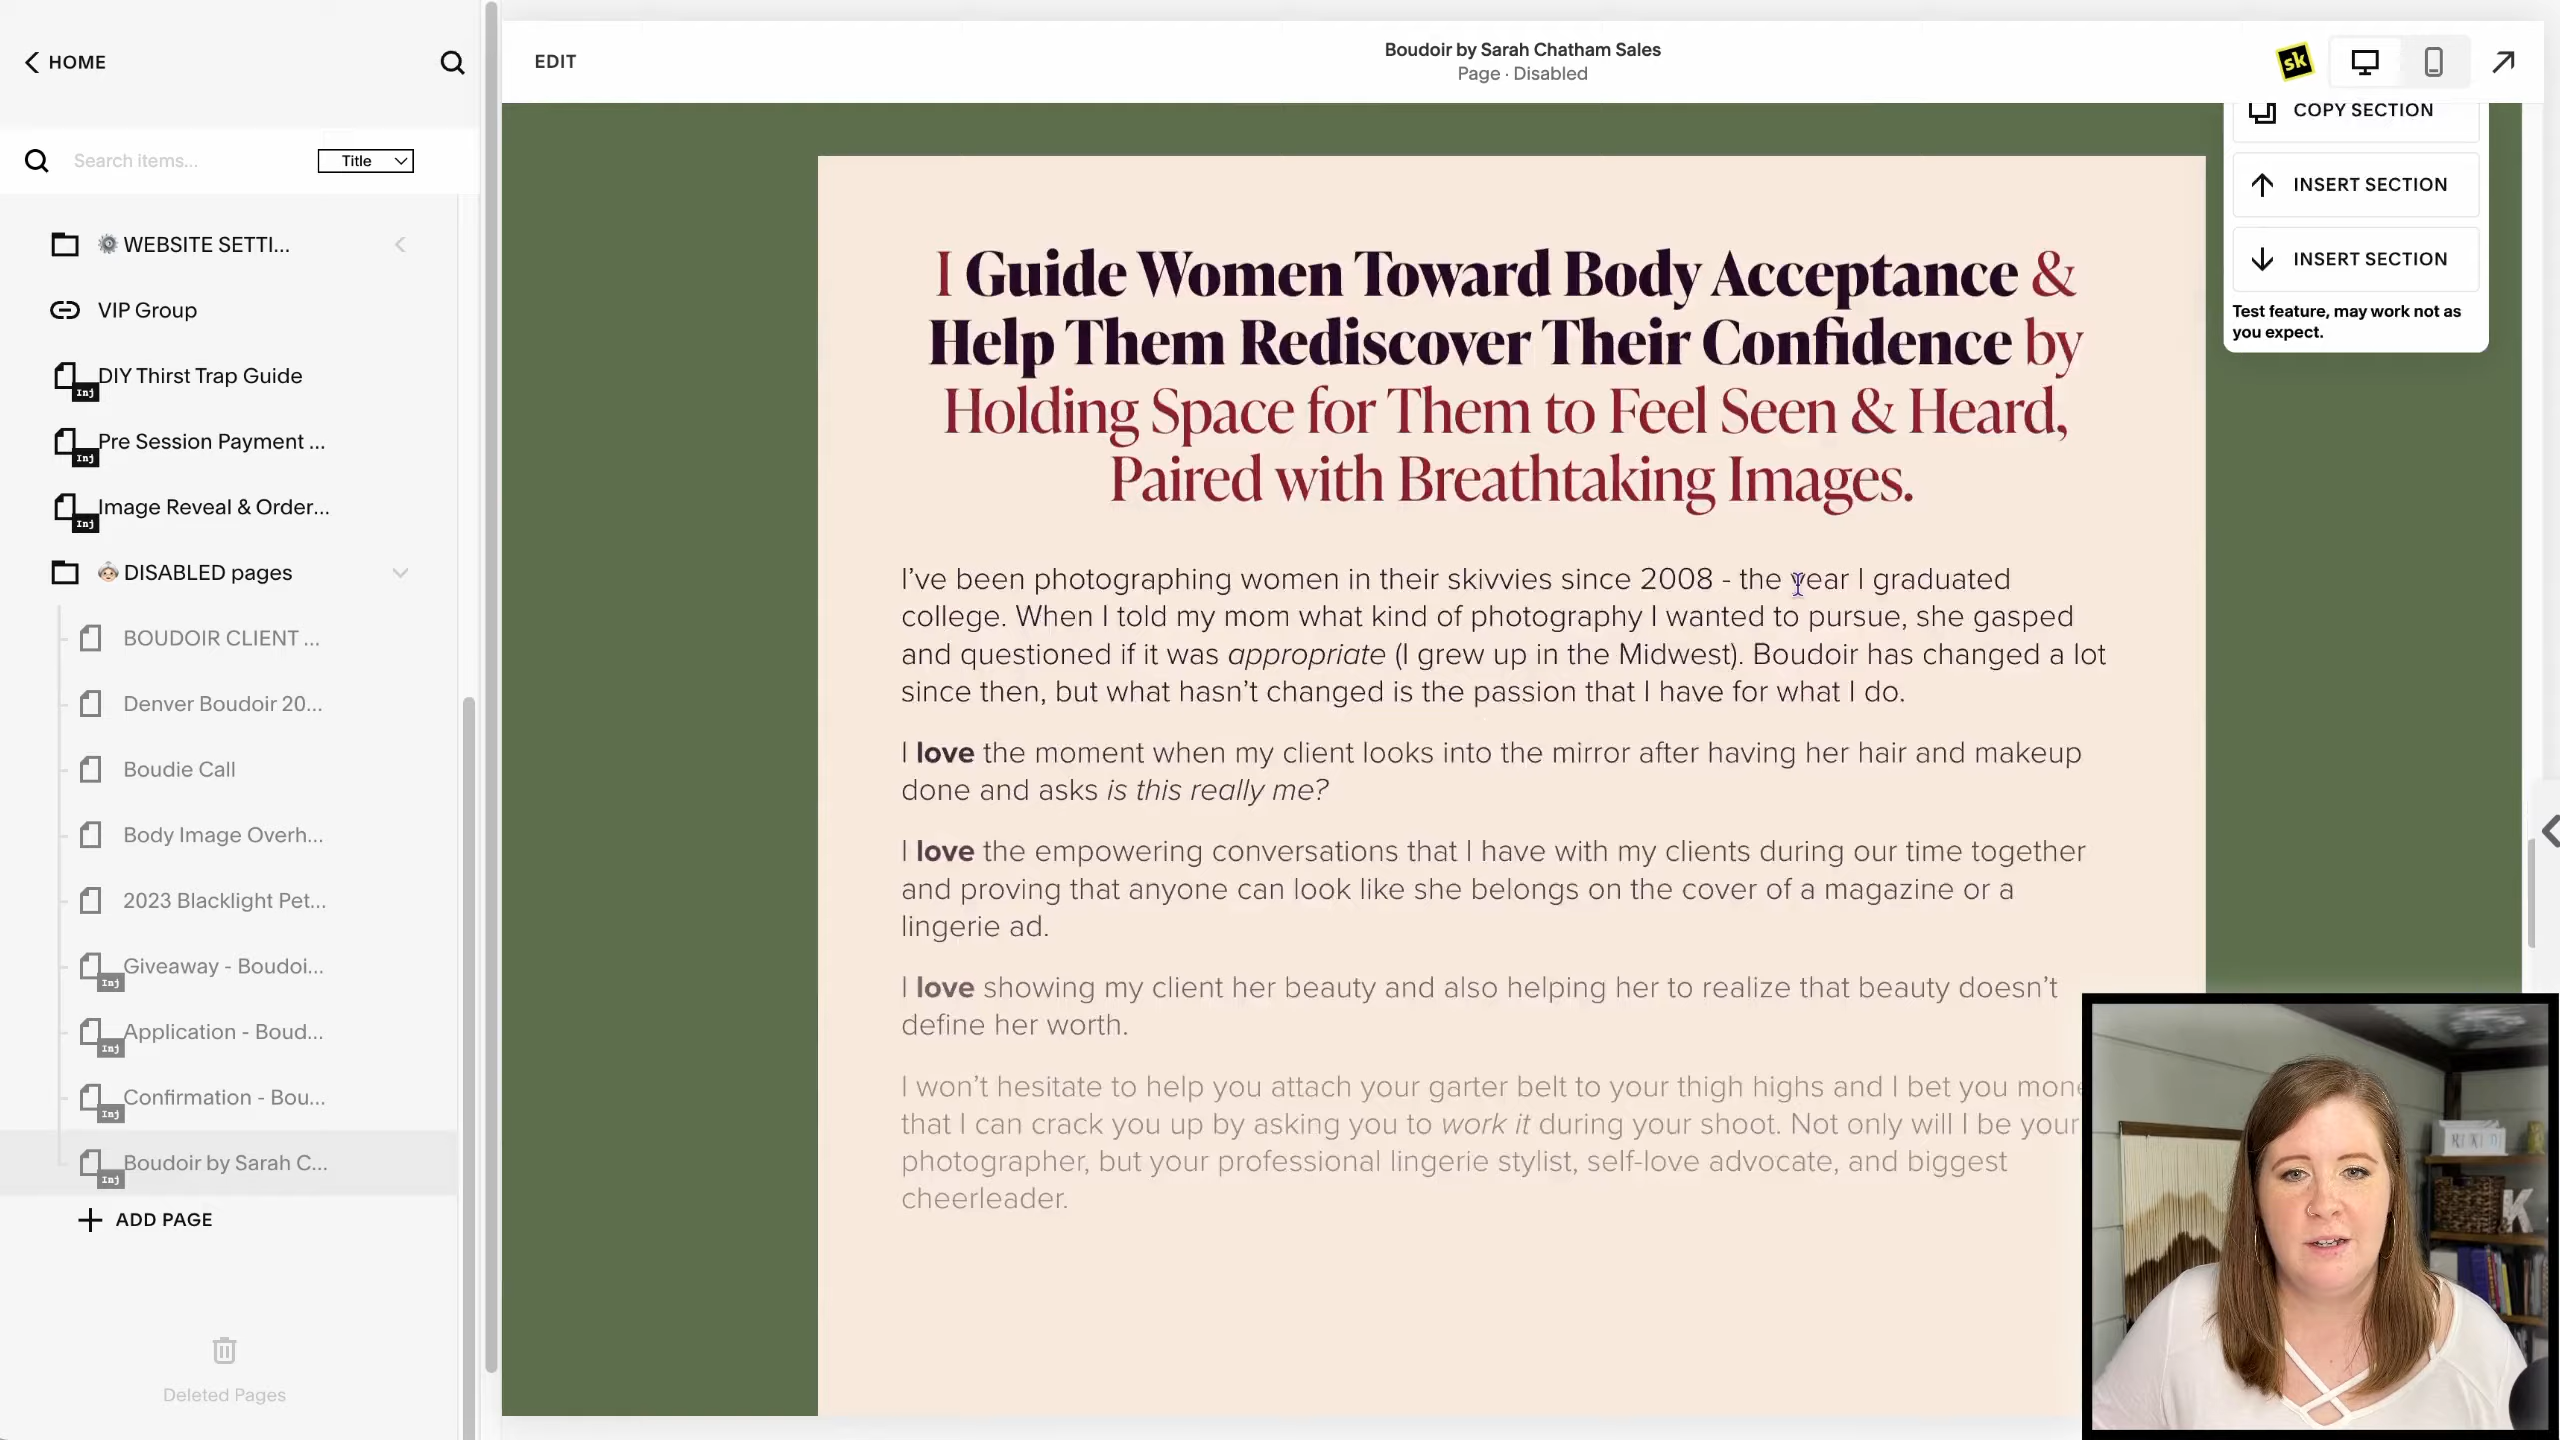 HOME
Search items...
Title
⚙️ WEBSITE SETTI...
VIP Group
DIY Thirst Trap Guide
Inj
Pre Session Payment ...
Inj
Image Reveal & Order...
Inj
👵🏻 DISABLED pages
BOUDOIR CLIENT ...
Denver Boudoir 20...
Boudie Call
Body Image Overh...
2023 Blacklight Pet...
Giveaway - Boudoi...
Inj
Application - Boud...
Inj
Confirmation - Bou...
Inj
Boudoir by Sarah C...
Inj
ADD PAGE
Deleted Pages
EDIT
Boudoir by Sarah Chatham Sales
Page · Disabled
sk
COPY SECTION
INSERT SECTION
INSERT SECTION
Test feature, may work not as
you expect.
I Guide Women Toward Body Acceptance &
Help Them Rediscover Their Confidence by
Holding Space for Them to Feel Seen & Heard,
Paired with Breathtaking Images.
I’ve been photographing women in their skivvies since 2008 - the year I graduated
college. When I told my mom what kind of photography I wanted to pursue, she gasped
and questioned if it was appropriate (I grew up in the Midwest). Boudoir has changed a lot
since then, but what hasn’t changed is the passion that I have for what I do.
I love the moment when my client looks into the mirror after having her hair and makeup
done and asks is this really me?
I love the empowering conversations that I have with my clients during our time together
and proving that anyone can look like she belongs on the cover of a magazine or a
lingerie ad.
I love showing my client her beauty and also helping her to realize that beauty doesn’t
define her worth.
I won’t hesitate to help you attach your garter belt to your thigh highs and I bet you
that I can crack you up by asking you to work it during your shoot. Not only will I be your
photographer, but your professional lingerie stylist, self-love advocate, and biggest
cheerleader.
K